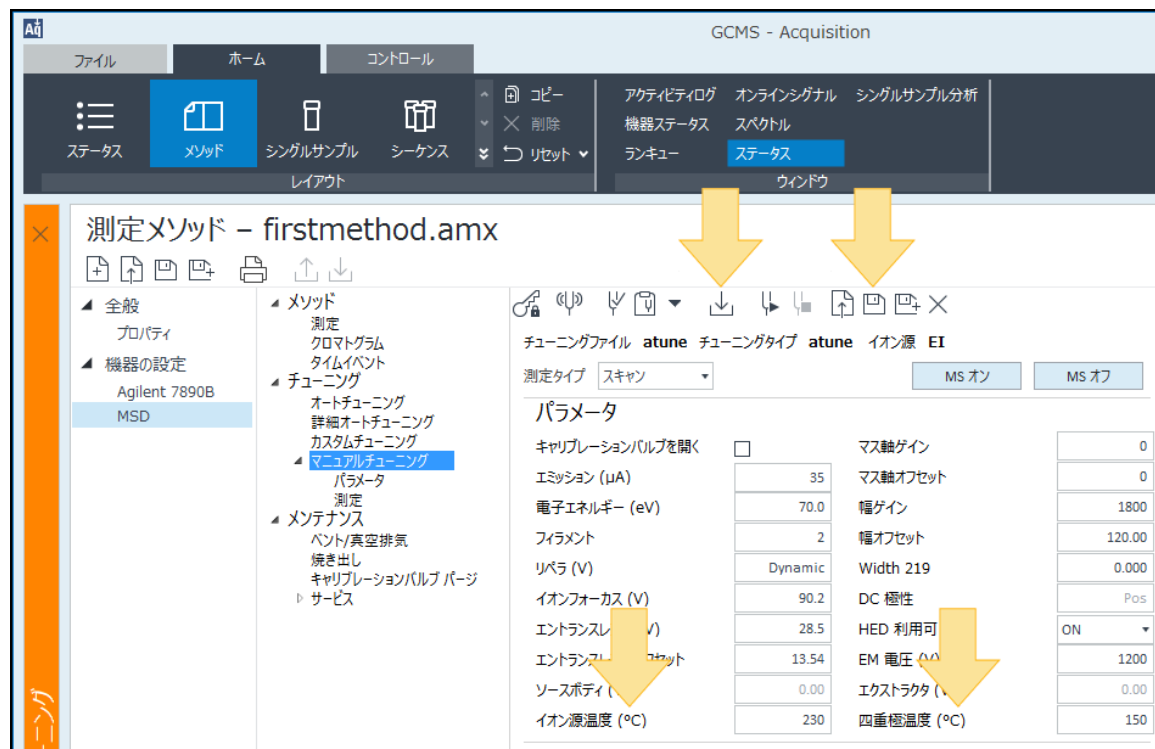 Aq
GCMS - Acquisition
ファイル ホーム コントロール
ステータス メソッド シングルサンプル シーケンス
コピー
削除
リセット
レイアウト
アクティビティログ オンラインシグナル シングルサンプル分析
機器ステータス スペクトル
ランキュー ステータス
ウィンドウ
測定メソッド – firstmethod.amx
全般
プロパティ
機器の設定
Agilent 7890B
MSD
メソッド
測定
クロマトグラム
タイムイベント
チューニング
オートチューニング
詳細オートチューニング
カスタムチューニング
マニュアルチューニング
パラメータ
測定
メンテナンス
ベント/真空排気
焼き出し
キャリブレーションバルブ パージ
サービス
チューニングファイル atune チューニングタイプ atune イオン源 EI
測定タイプ スキャン MS オン MS オフ
パラメータ
キャリブレーションバルブを開く マス軸ゲイン 0
エミッション (μA) 35 マス軸オフセット 0
電子エネルギー (eV) 70.0 幅ゲイン 1800
フィラメント 2 幅オフセット 120.00
リペラ (V) Dynamic Width 219 0.000
イオンフォーカス (V) 90.2 DC 極性 Pos
エントランスレ V) 28.5 HED 利用可 ON
エントランスレ セット 13.54 EM 電圧 (V) 1200
ソースボディ ( 0.00 エクストラクタ ( 0.00
イオン源温度 (°C) 230 四重極温度 (°C) 150
ニング